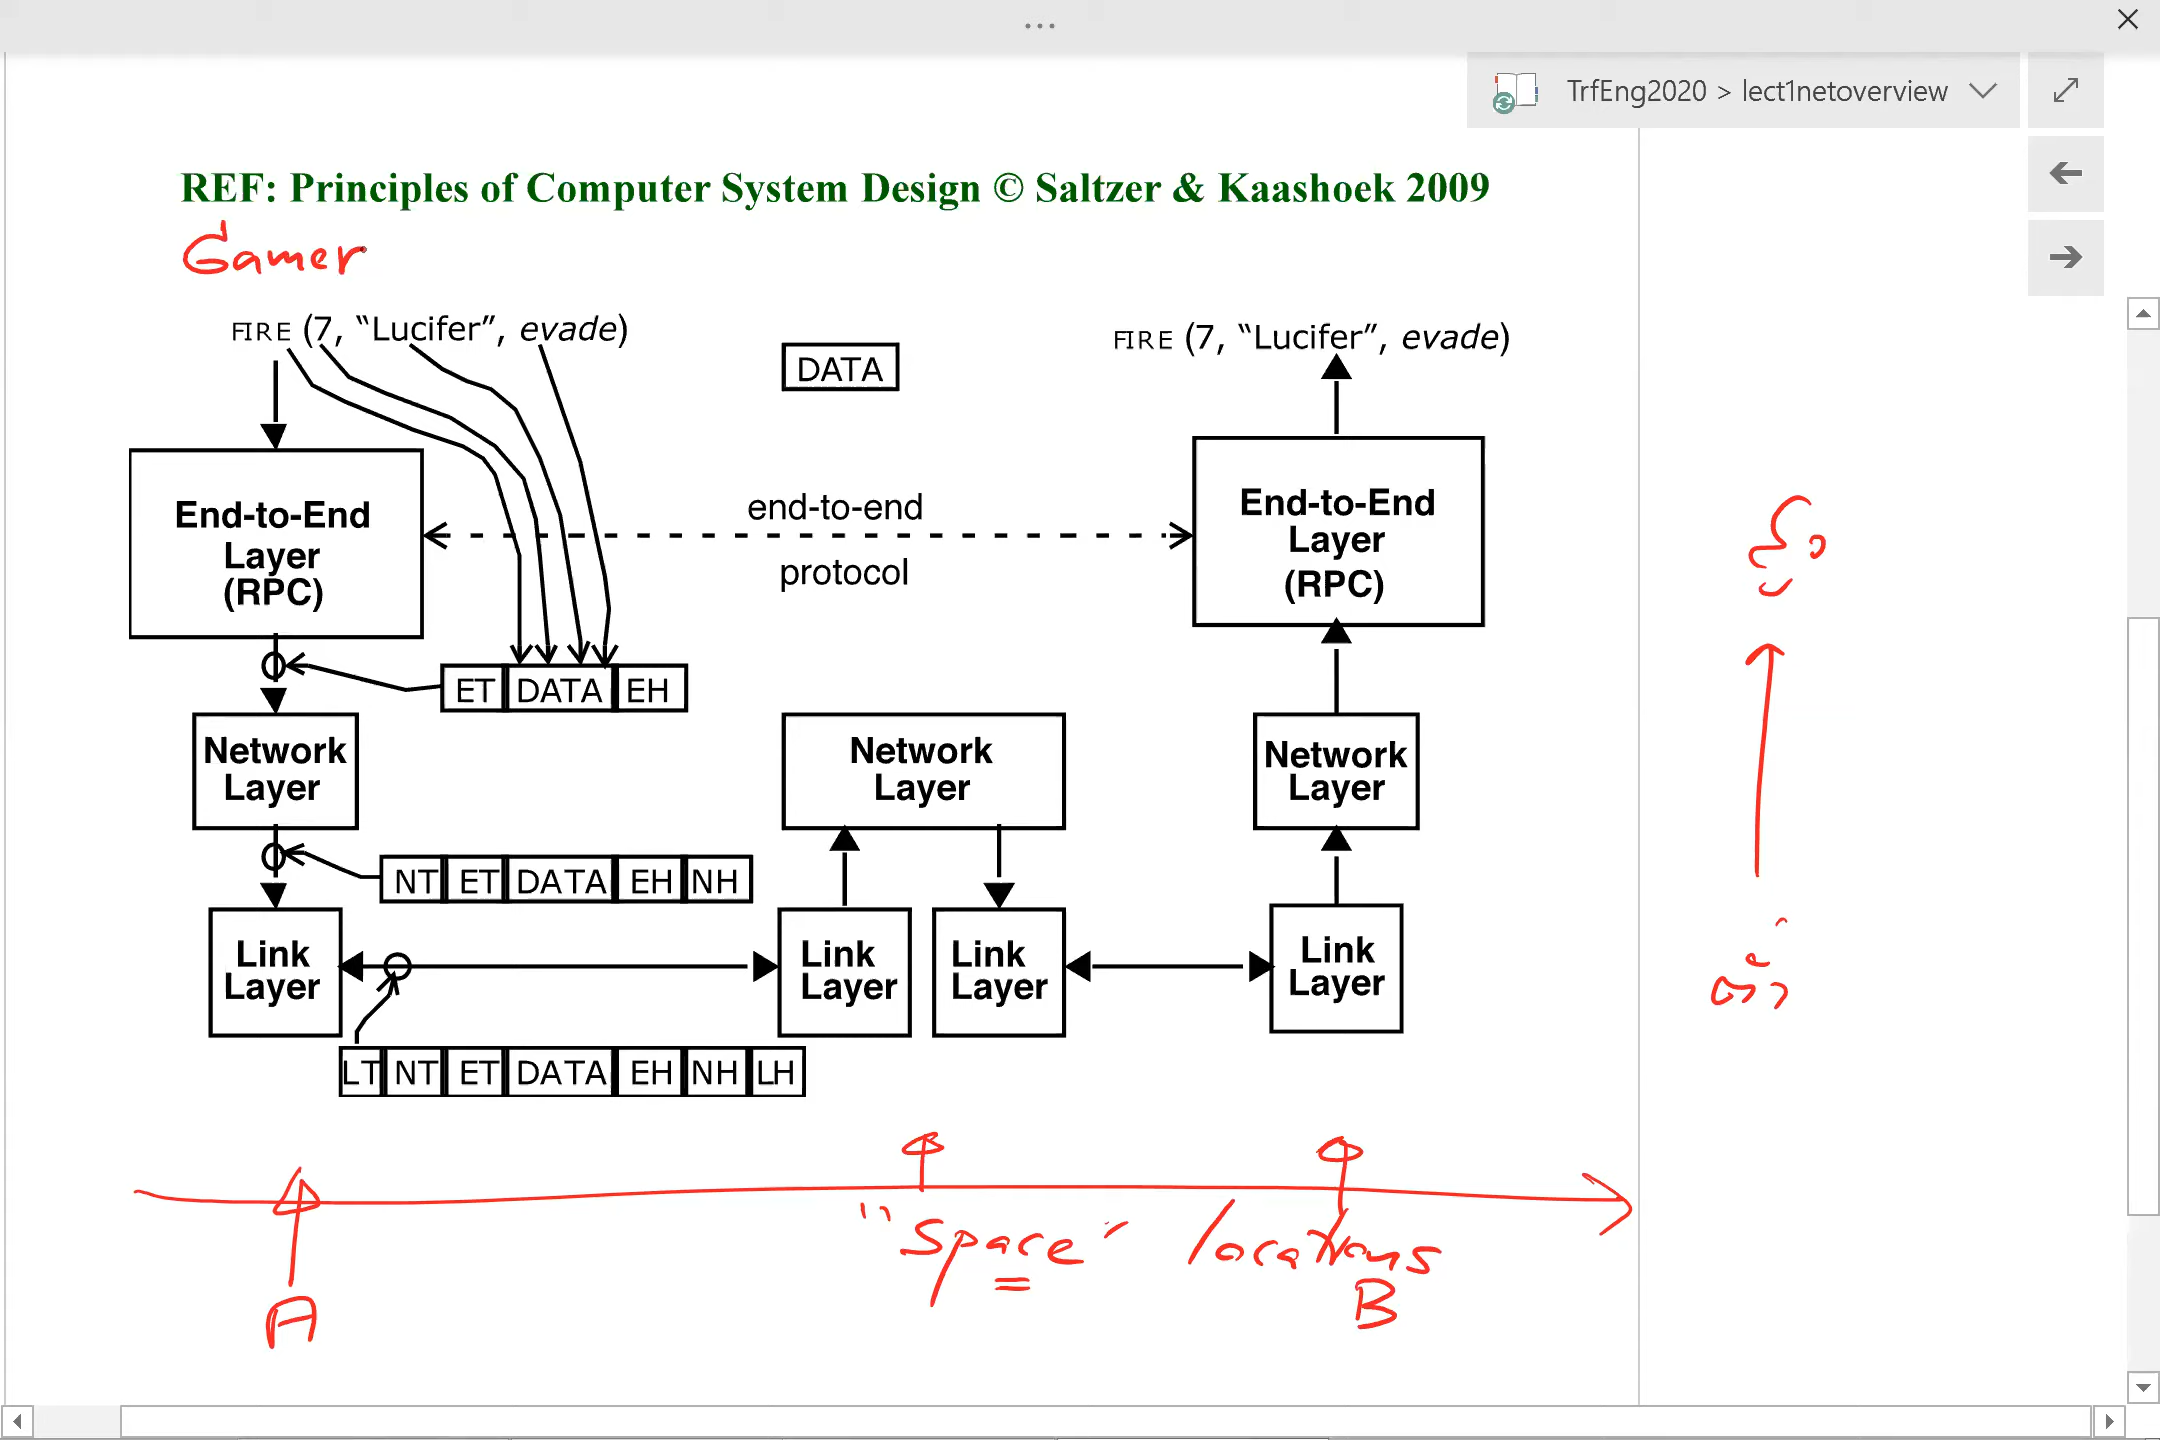 TrfEng2020 > lect1netoverview
REF: Principles of Computer System Design © Saltzer & Kaashoek 2009
Gamer
FIRE (7, “Lucifer”, evade)
DATA
FIRE (7, “Lucifer”, evade)
End-to-End
Layer
(RPC)
end-to-end
protocol
End-to-End
Layer
(RPC)
ET DATA EH
Network
Layer
Network
Layer
Network
Layer
NT ET DATA EH NH
Link
Layer
Link
Layer
Link
Layer
Link
Layer
LT NT ET DATA EH NH LH
"Space" locations
A
B